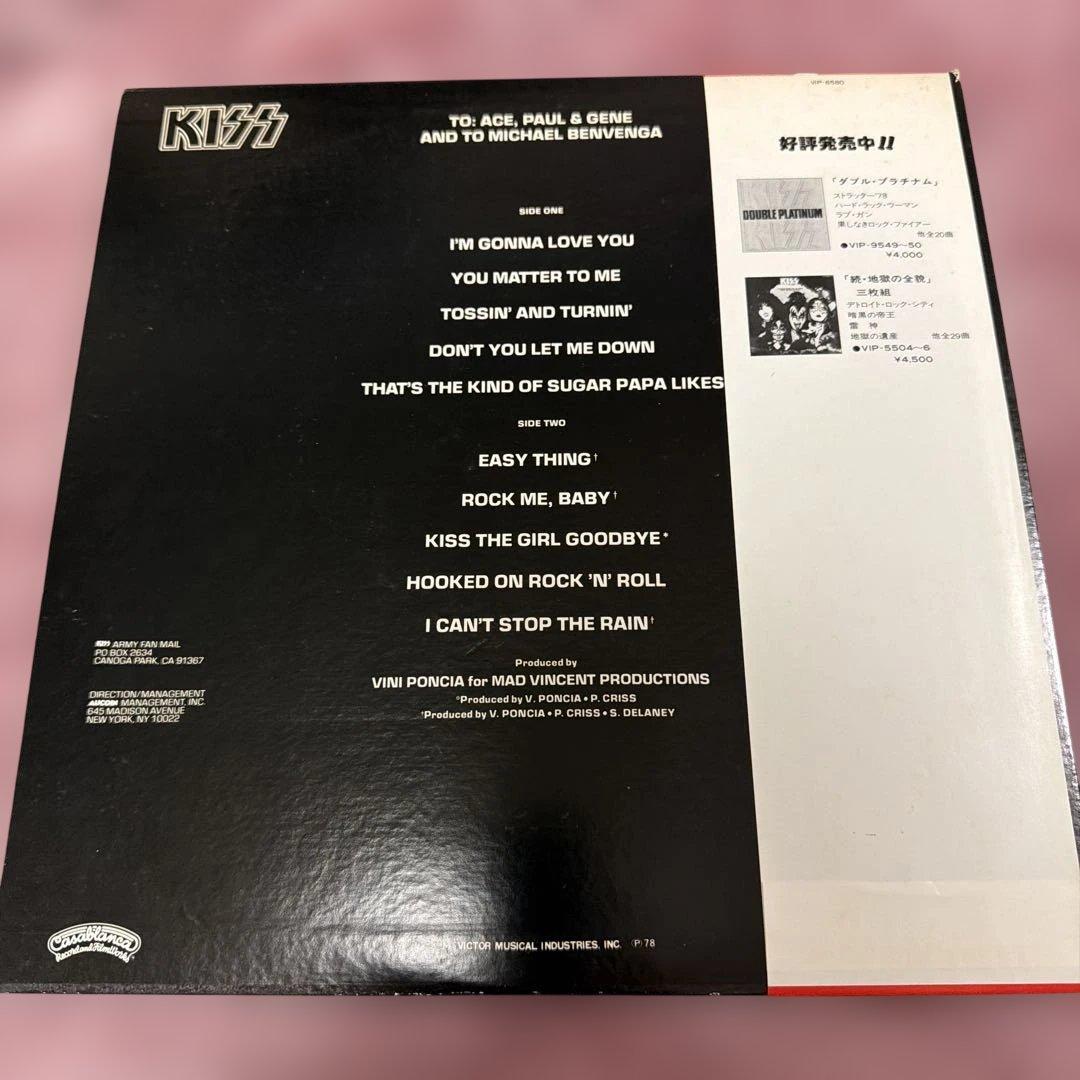 KISS
TO: ACE, PAUL & GENE
AND TO MICHAEL BENVENGA
SIDE ONE
I'M GONNA LOVE YOU
YOU MATTER TO ME
TOSSIN' AND TURNIN'
DON'T YOU LET ME DOWN
THAT'S THE KIND OF SUGAR PAPA LIKES
SIDE TWO
EASY THING†
ROCK ME, BABY†
KISS THE GIRL GOODBYE*
HOOKED ON ROCK 'N' ROLL
I CAN'T STOP THE RAIN†
Produced by
VINI PONCIA for MAD VINCENT PRODUCTIONS
*Produced by V. PONCIA • P. CRISS
†Produced by V. PONCIA • P. CRISS • S. DELANEY
KISS ARMY FAN MAIL
PO BOX 2634
CANOGA PARK, CA 91367
DIRECTION/MANAGEMENT
AUCOIN MANAGEMENT, INC.
645 MADISON AVENUE
NEW YORK, NY 10022
Casablanca
Record and FilmWorks
VICTOR MUSICAL INDUSTRIES, INC. Ⓟ78
VIP-6580
好評発売中!!
KISS
DOUBLE PLATINUM
KISS
「ダブル・プラチナム」
ストラッター'78
ハード・ラック・ウーマン
ラブ・ガン
果しなきロック・ファイアー
他全20曲
●VIP-9549〜50
¥4,000
KISS
「続・地獄の全貌」
三枚組
デトロイト・ロック・シティ
暗黒の帝王
雷 神
地獄の遺産 他全29曲
●VIP-5504〜6
¥4,500